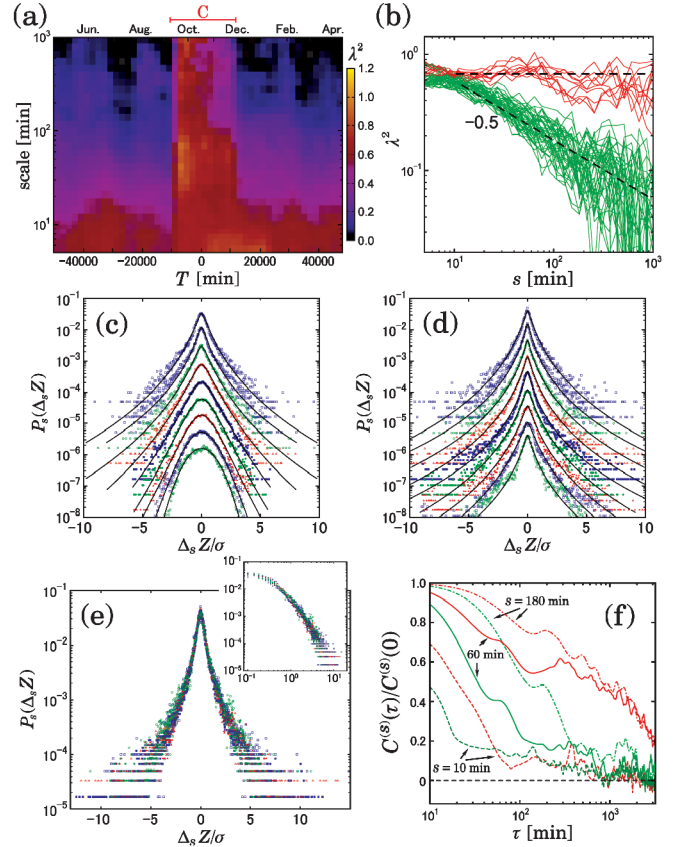 (a)
C
Jun. Aug. Oct. Dec. Feb. Apr.
10³
10²
10¹
scale [min]
λ²
1.2
1.0
0.8
0.6
0.4
0.2
0.0
-40000 -20000 0 20000 40000
T [min]
(b)
10⁰
10⁻¹
λ²
−0.5
10¹ 10² 10³
s [min]
(c)
10⁻¹
10⁻²
10⁻³
10⁻⁴
10⁻⁵
10⁻⁶
10⁻⁷
10⁻⁸
Pₛ(ΔₛZ)
-10 -5 0 5 10
ΔₛZ/σ
(d)
10⁻¹
10⁻²
10⁻³
10⁻⁴
10⁻⁵
10⁻⁶
10⁻⁷
10⁻⁸
Pₛ(ΔₛZ)
-10 -5 0 5 10
ΔₛZ/σ
(e)
10⁻¹
10⁻²
10⁻³
10⁻⁴
10⁻⁵
Pₛ(ΔₛZ)
-10 -5 0 5 10
ΔₛZ/σ
10⁻¹
10⁻²
10⁻³
10⁻⁴
10⁻⁵
10⁻¹ 10⁰ 10¹
(f)
1.0
0.8
0.6
0.4
0.2
0
C⁽ˢ⁾(τ)/C⁽ˢ⁾(0)
s = 180 min
60 min
s = 10 min
10¹ 10² 10³
τ [min]